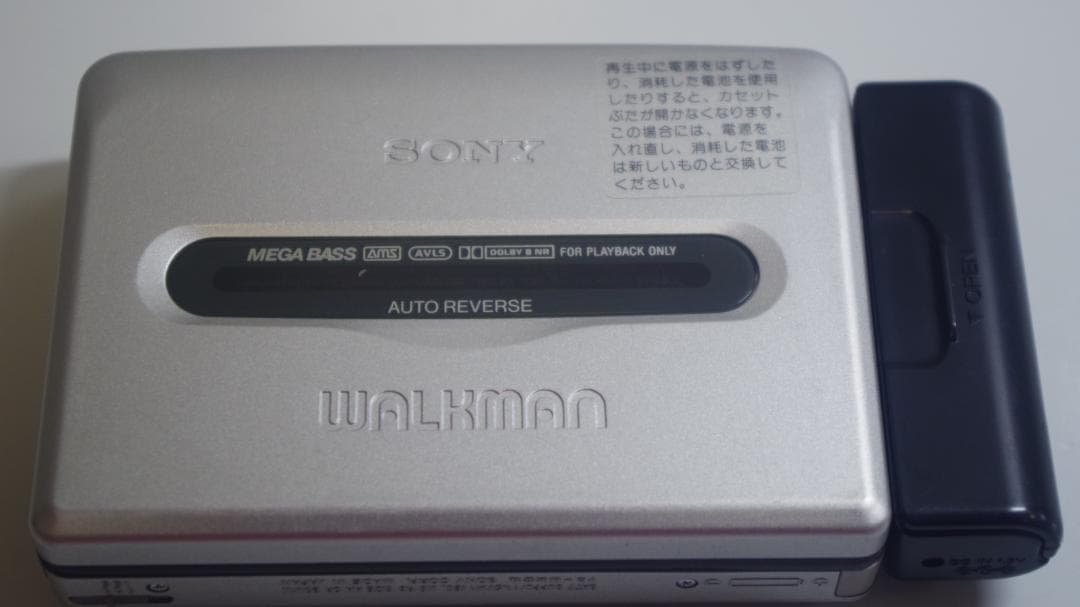 SONY
再生中に電源をはずした
り、消耗した電池を使用
したりすると、カセット
ぶたが開かなくなります。
この場合には、電源を
入れ直し、消耗した電池
は新しいものと交換して
ください。
MEGA BASS AMS AVLS DOLBY B NR FOR PLAYBACK ONLY
AUTO REVERSE
WALKMAN
OPEN